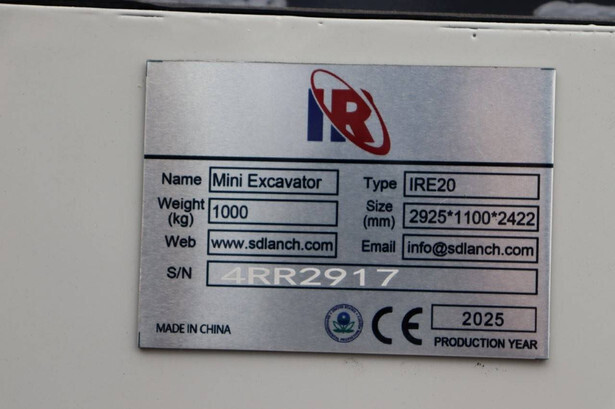 IR
Name Mini Excavator Type IRE20
Weight (kg) 1000 Size (mm) 2925*1100*2422
Web www.sdlanch.com Email info@sdlanch.com
S/N 4RR2917
MADE IN CHINA CE 2025
PRODUCTION YEAR